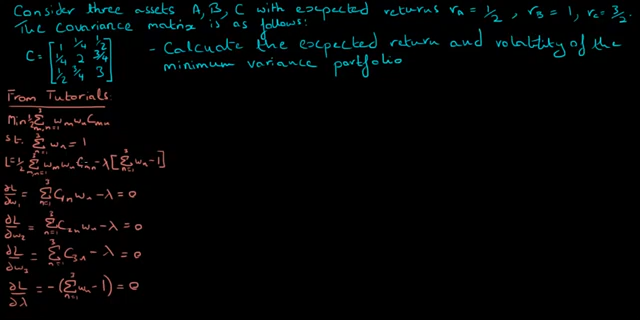 Consider three assets A, B, C with expected returns r_A = 1/2, r_B = 1, r_C = 3/2.
The covariance matrix is as follows:
C = [1 1/4 1/2
1/4 2 3/4
1/2 3/4 3]
- Calcuate the expected return and volatility of the
minimum variance portfolio
From Tutorials:
Min 1/2 Σ_{m,n=1}^3 w_m w_n C_mn
s.t. Σ_{n=1}^3 w_n = 1
L = 1/2 Σ_{m,n=1}^3 w_m w_n C_mn - λ[Σ_{n=1}^3 w_n - 1]
∂L/∂w_1 = Σ_{n=1}^3 C_1n w_n - λ = 0
∂L/∂w_2 = Σ_{n=1}^3 C_2n w_n - λ = 0
∂L/∂w_3 = Σ_{n=1}^3 C_3n - λ = 0
∂L/∂λ = -(Σ_{n=1}^3 w_n - 1) = 0